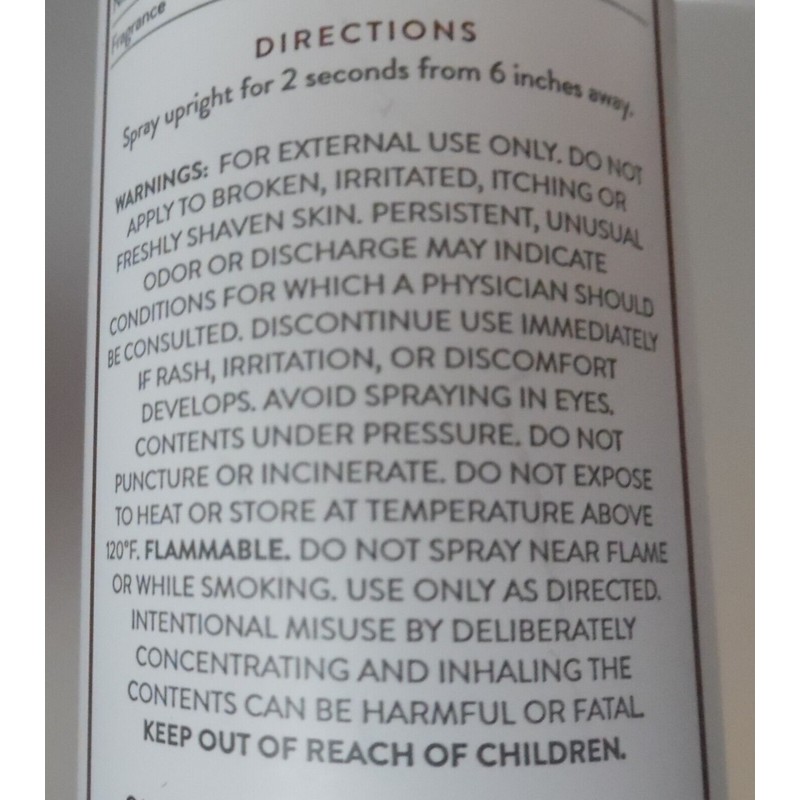 Fragrance
DIRECTIONS
Spray upright for 2 seconds from 6 inches away.
WARNINGS: FOR EXTERNAL USE ONLY. DO NOT
APPLY TO BROKEN, IRRITATED, ITCHING OR
FRESHLY SHAVEN SKIN. PERSISTENT, UNUSUAL
ODOR OR DISCHARGE MAY INDICATE
CONDITIONS FOR WHICH A PHYSICIAN SHOULD
BE CONSULTED. DISCONTINUE USE IMMEDIATELY
IF RASH, IRRITATION, OR DISCOMFORT
DEVELOPS. AVOID SPRAYING IN EYES.
CONTENTS UNDER PRESSURE. DO NOT
PUNCTURE OR INCINERATE. DO NOT EXPOSE
TO HEAT OR STORE AT TEMPERATURE ABOVE
120°F. FLAMMABLE. DO NOT SPRAY NEAR FLAME
OR WHILE SMOKING. USE ONLY AS DIRECTED.
INTENTIONAL MISUSE BY DELIBERATELY
CONCENTRATING AND INHALING THE
CONTENTS CAN BE HARMFUL OR FATAL
KEEP OUT OF REACH OF CHILDREN.